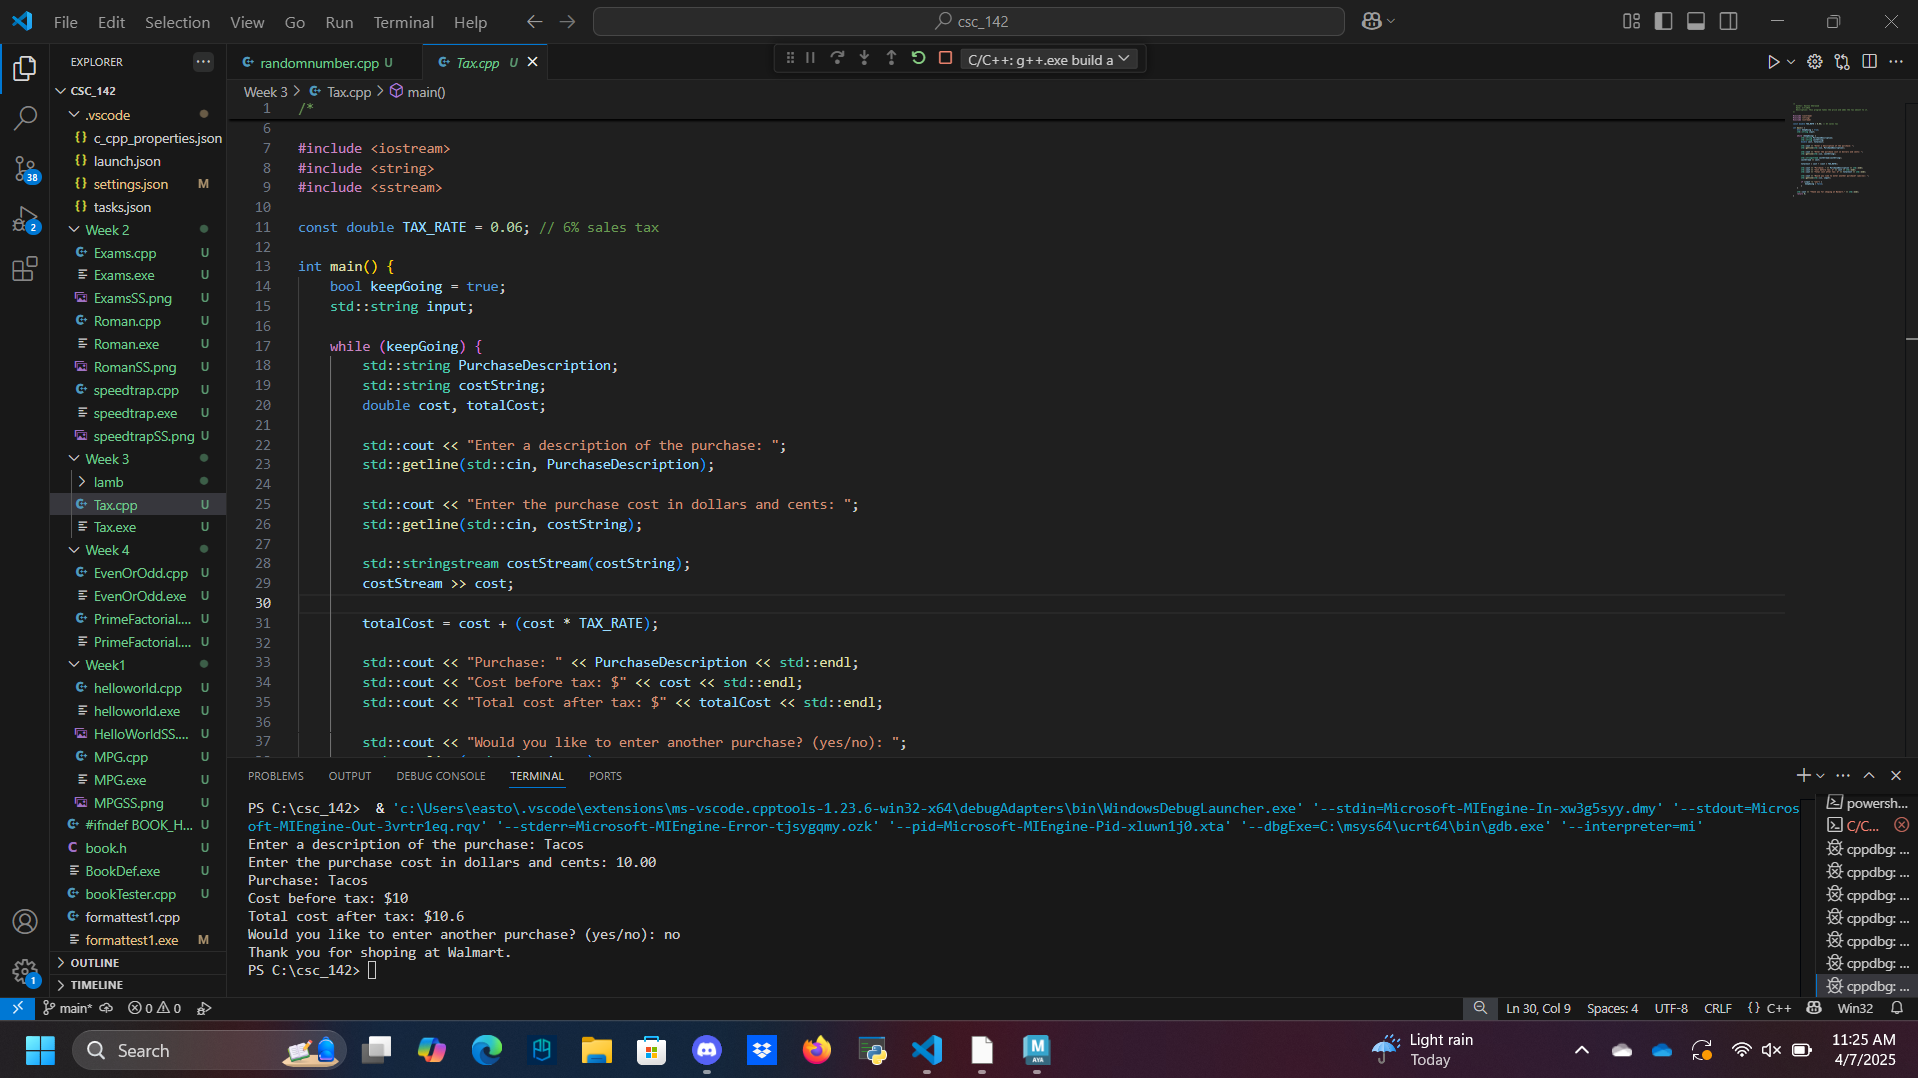 File Edit Selection View Go Run Terminal Help
csc_142
EXPLORER
randomnumber.cpp U
Tax.cpp U
C/C++: g++.exe build a
CSC_142
.vscode
c_cpp_properties.json
launch.json
settings.json M
tasks.json
Week 2
Exams.cpp U
Exams.exe U
ExamsSS.png U
Roman.cpp U
Roman.exe U
RomanSS.png U
speedtrap.cpp U
speedtrap.exe U
speedtrapSS.png U
Week 3
lamb
Tax.cpp U
Tax.exe U
Week 4
EvenOrOdd.cpp U
EvenOrOdd.exe U
PrimeFactorial.... U
PrimeFactorial.... U
Week1
helloworld.cpp U
helloworld.exe U
HelloWorldSS.... U
MPG.cpp U
MPG.exe U
MPGSS.png U
#ifndef BOOK_H... U
book.h U
BookDef.exe U
bookTester.cpp U
formattest1.cpp
formattest1.exe M
OUTLINE
TIMELINE
38
2
1
Week 3 > Tax.cpp > main()
1 /*
6
7 #include <iostream>
8 #include <string>
9 #include <sstream>
10
11 const double TAX_RATE = 0.06; // 6% sales tax
12
13 int main() {
14 bool keepGoing = true;
15 std::string input;
16
17 while (keepGoing) {
18 std::string PurchaseDescription;
19 std::string costString;
20 double cost, totalCost;
21
22 std::cout << "Enter a description of the purchase: ";
23 std::getline(std::cin, PurchaseDescription);
24
25 std::cout << "Enter the purchase cost in dollars and cents: ";
26 std::getline(std::cin, costString);
27
28 std::stringstream costStream(costString);
29 costStream >> cost;
30
31 totalCost = cost + (cost * TAX_RATE);
32
33 std::cout << "Purchase: " << PurchaseDescription << std::endl;
34 std::cout << "Cost before tax: $" << cost << std::endl;
35 std::cout << "Total cost after tax: $" << totalCost << std::endl;
36
37 std::cout << "Would you like to enter another purchase? (yes/no): ";
PROBLEMS OUTPUT DEBUG CONSOLE TERMINAL PORTS
PS C:\csc_142> & 'c:\Users\easto\.vscode\extensions\ms-vscode.cpptools-1.23.6-win32-x64\debugAdapters\bin\WindowsDebugLauncher.exe' '--stdin=Microsoft-MIEngine-In-xw3g5syy.dmy' '--stdout=Micros
oft-MIEngine-Out-3vrtr1eq.rqv' '--stderr=Microsoft-MIEngine-Error-tjsygqmy.ozk' '--pid=Microsoft-MIEngine-Pid-xluwn1j0.xta' '--dbgExe=C:\msys64\ucrt64\bin\gdb.exe' '--interpreter=mi'
Enter a description of the purchase: Tacos
Enter the purchase cost in dollars and cents: 10.00
Purchase: Tacos
Cost before tax: $10
Total cost after tax: $10.6
Would you like to enter another purchase? (yes/no): no
Thank you for shoping at Walmart.
PS C:\csc_142>
powersh...
C/C...
cppdbg: ...
cppdbg: ...
cppdbg: ...
cppdbg: ...
cppdbg: ...
cppdbg: ...
cppdbg: ...
main* 0 0
Ln 30, Col 9 Spaces: 4 UTF-8 CRLF {} C++ Win32
Search
Light rain
Today
11:25 AM
4/7/2025